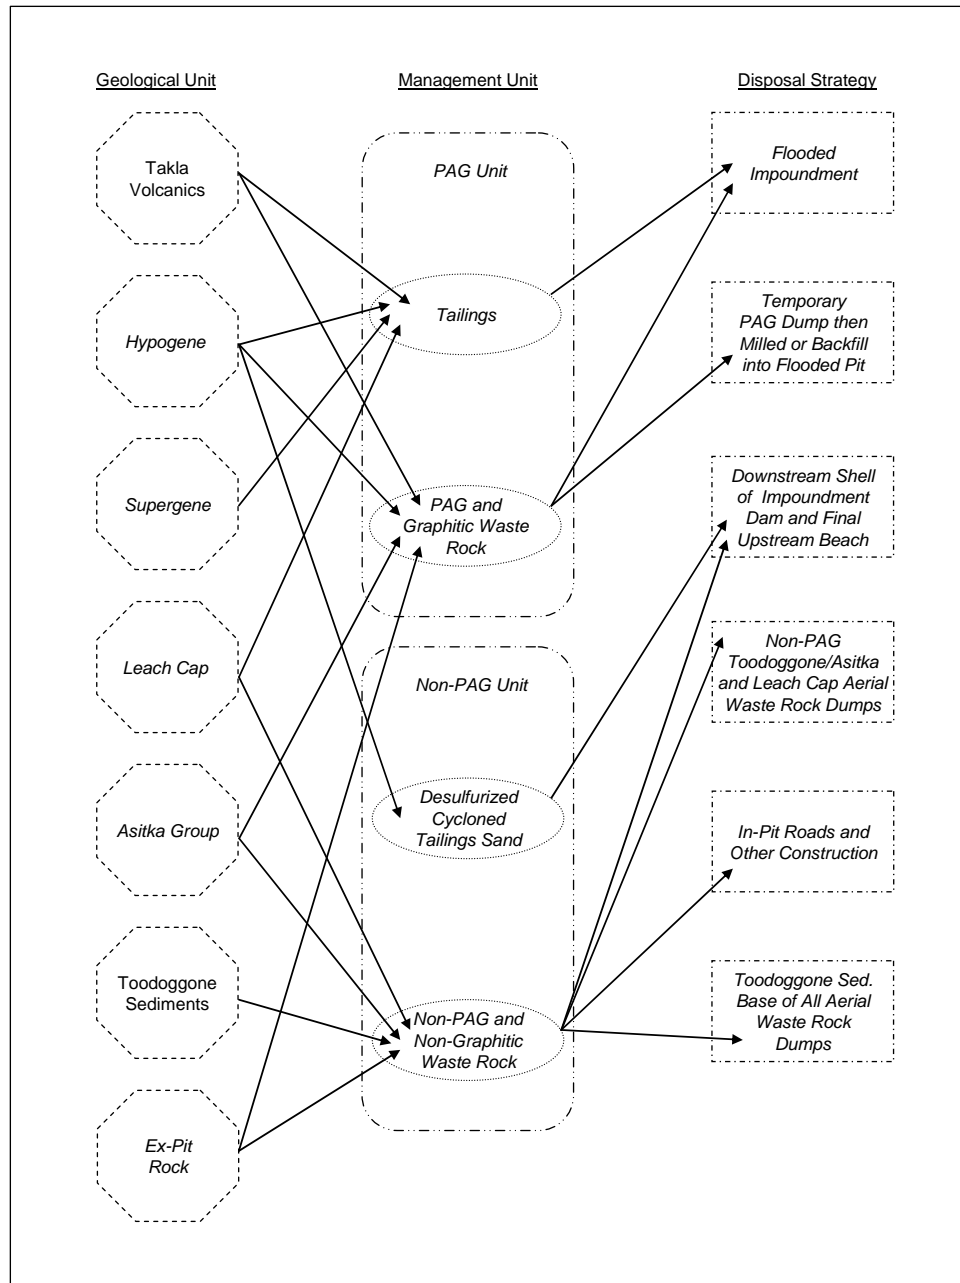 Geological Unit
Management Unit
Disposal Strategy
Takla
Volcanics
Hypogene
Supergene
Leach Cap
Asitka Group
Toodoggone
Sediments
Ex-Pit
Rock
PAG Unit
Tailings
PAG and
Graphitic Waste
Rock
Non-PAG Unit
Desulfurized
Cycloned
Tailings Sand
Non-PAG and
Non-Graphitic
Waste Rock
Flooded
Impoundment
Temporary
PAG Dump then
Milled or Backfill
into Flooded Pit
Downstream Shell
of Impoundment
Dam and Final
Upstream Beach
Non-PAG
Toodoggone/Asitka
and Leach Cap Aerial
Waste Rock Dumps
In-Pit Roads and
Other Construction
Toodoggone Sed.
Base of All Aerial
Waste Rock
Dumps